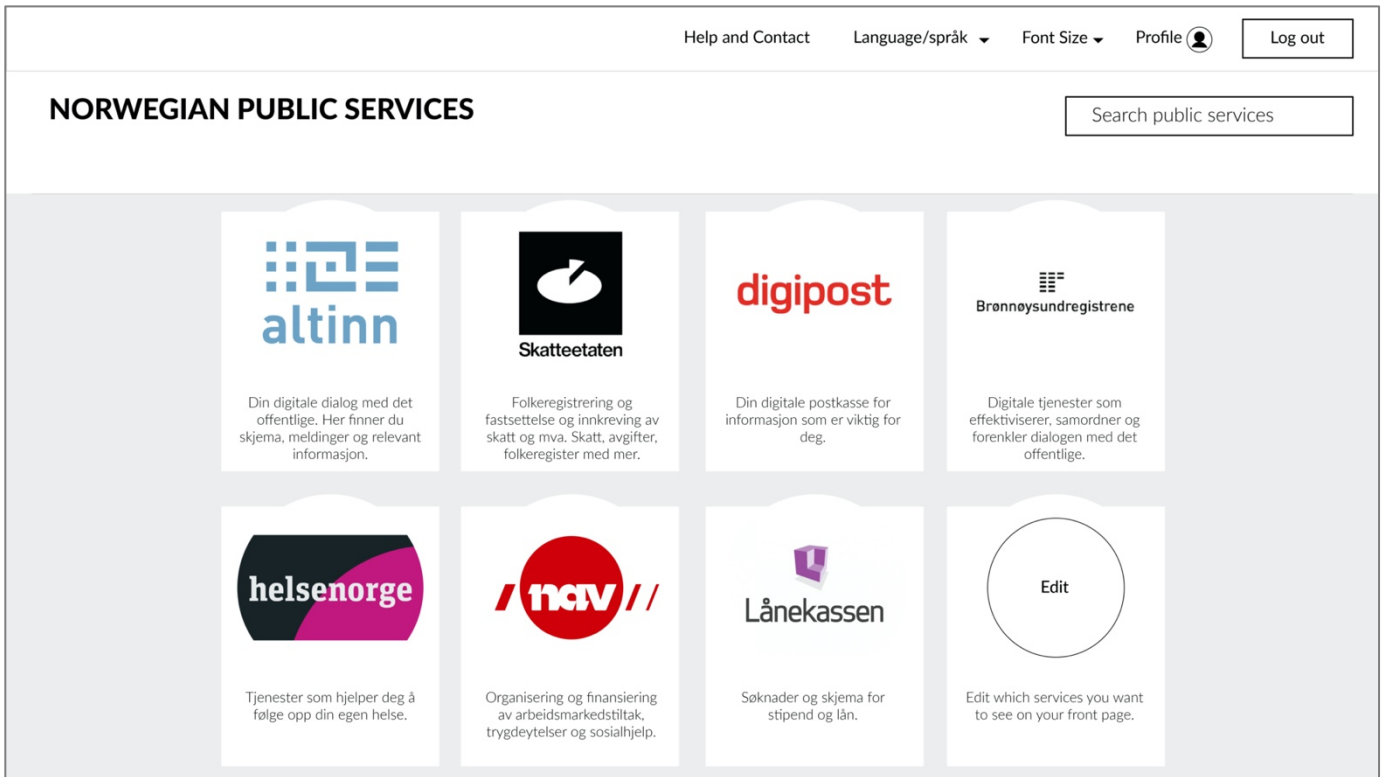 Help and Contact
Language/språk
Font Size
Profile
Log out
NORWEGIAN PUBLIC SERVICES
Search public services
altinn
Din digitale dialog med det
offentlige. Her finner du
skjema, meldinger og relevant
informasjon.
Skatteetaten
Folkeregistrering og
fastsettelse og innkreving av
skatt og mva. Skatt, avgifter,
folkeregister med mer.
digipost
Din digitale postkasse for
informasjon som er viktig for
deg.
Brønnøysundregistrene
Digitale tjenester som
effektiviserer, samordner og
forenkler dialogen med det
offentlige.
helsenorge
Tjenester som hjelper deg å
følge opp din egen helse.
nav
Organisering og finansiering
av arbeidsmarkedstiltak,
trygdeytelser og sosialhjelp.
Lånekassen
Søknader og skjema for
stipend og lån.
Edit
Edit which services you want
to see on your front page.